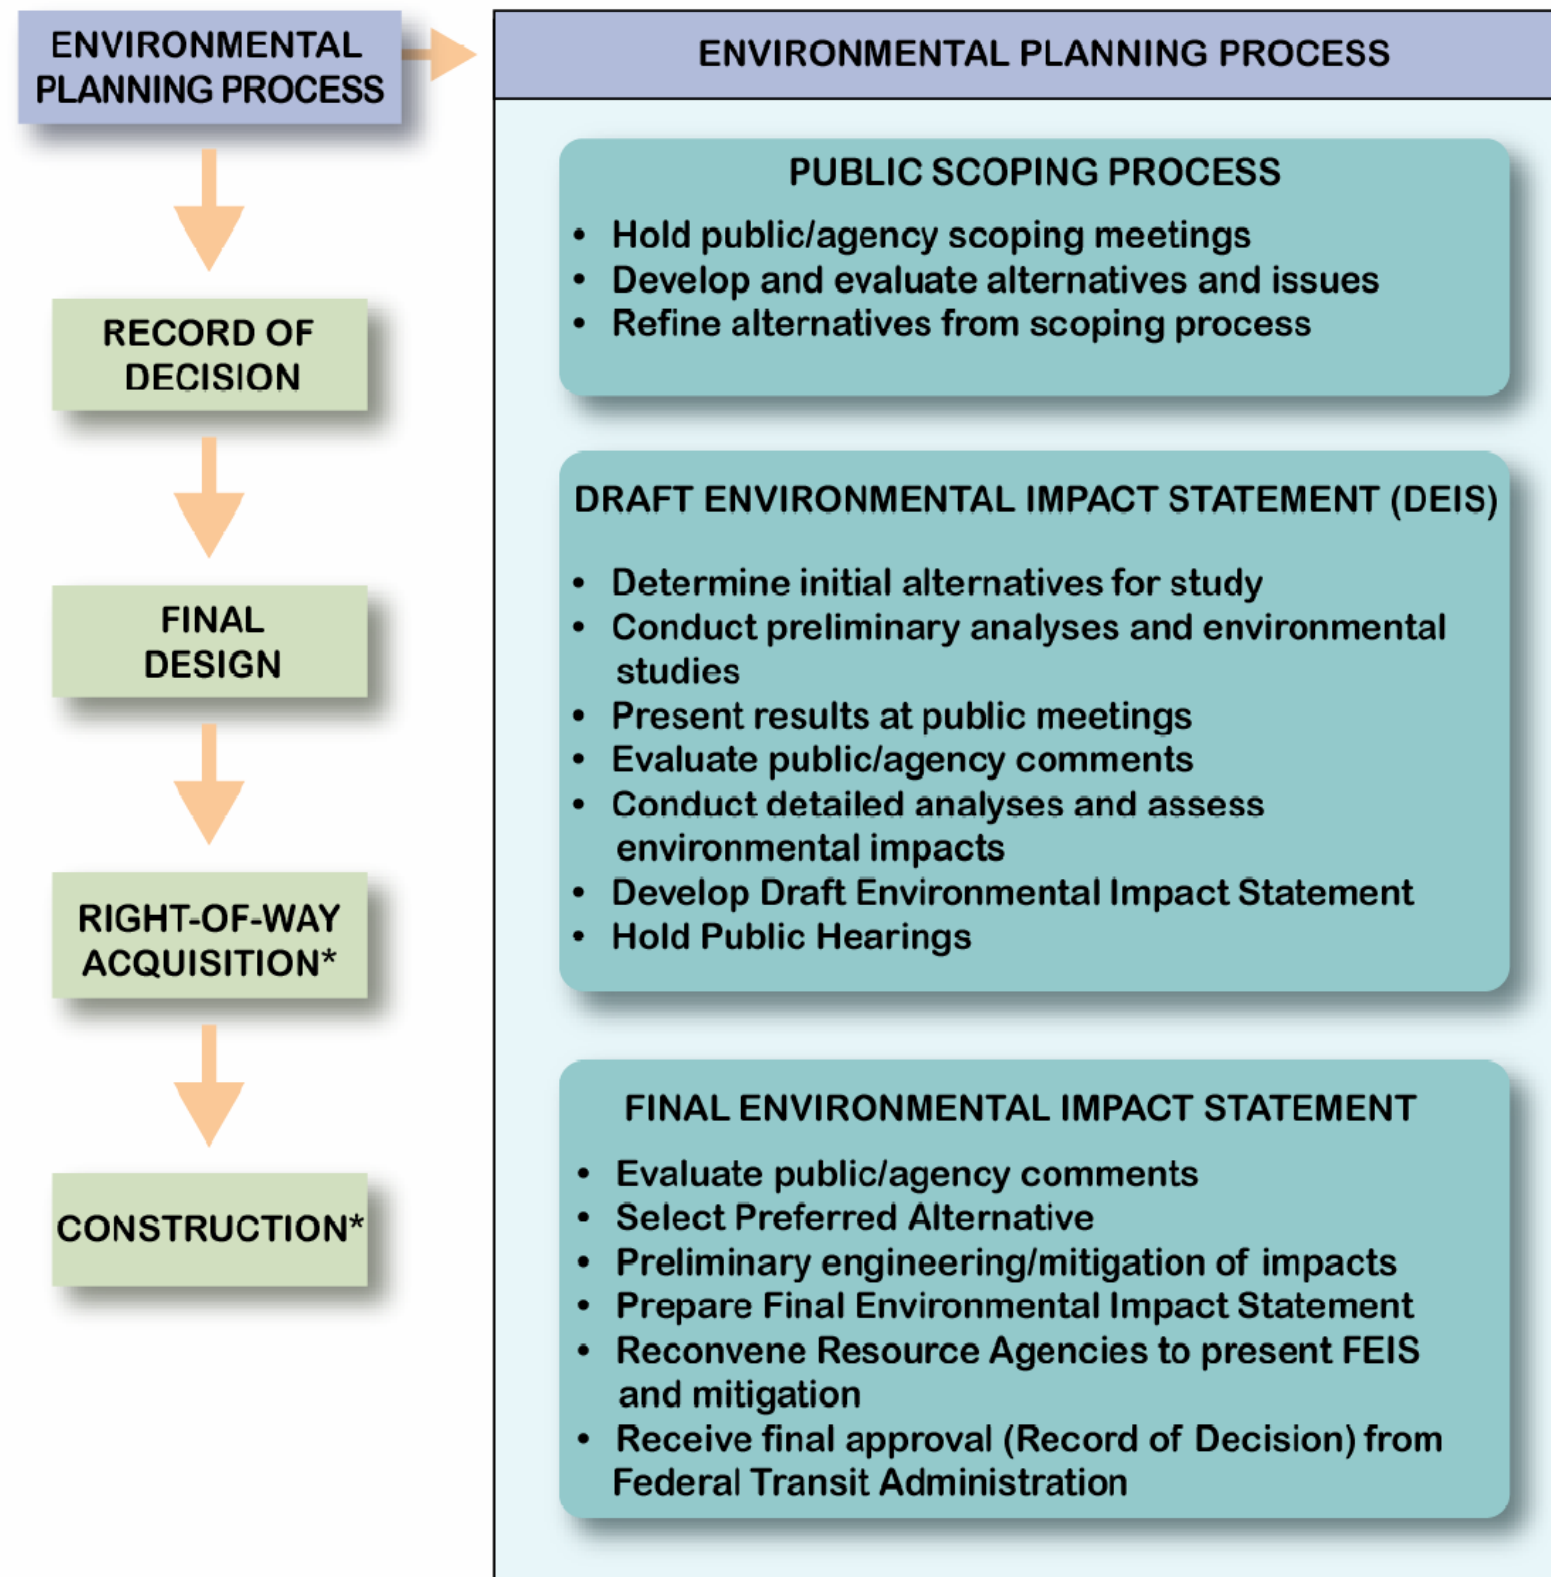 ENVIRONMENTAL
PLANNING PROCESS
RECORD OF
DECISION
FINAL
DESIGN
RIGHT-OF-WAY
ACQUISITION*
CONSTRUCTION*
ENVIRONMENTAL PLANNING PROCESS
PUBLIC SCOPING PROCESS
• Hold public/agency scoping meetings
• Develop and evaluate alternatives and issues
• Refine alternatives from scoping process
DRAFT ENVIRONMENTAL IMPACT STATEMENT (DEIS)
• Determine initial alternatives for study
• Conduct preliminary analyses and environmental
studies
• Present results at public meetings
• Evaluate public/agency comments
• Conduct detailed analyses and assess
environmental impacts
• Develop Draft Environmental Impact Statement
• Hold Public Hearings
FINAL ENVIRONMENTAL IMPACT STATEMENT
• Evaluate public/agency comments
• Select Preferred Alternative
• Preliminary engineering/mitigation of impacts
• Prepare Final Environmental Impact Statement
• Reconvene Resource Agencies to present FEIS
and mitigation
• Receive final approval (Record of Decision) from
Federal Transit Administration